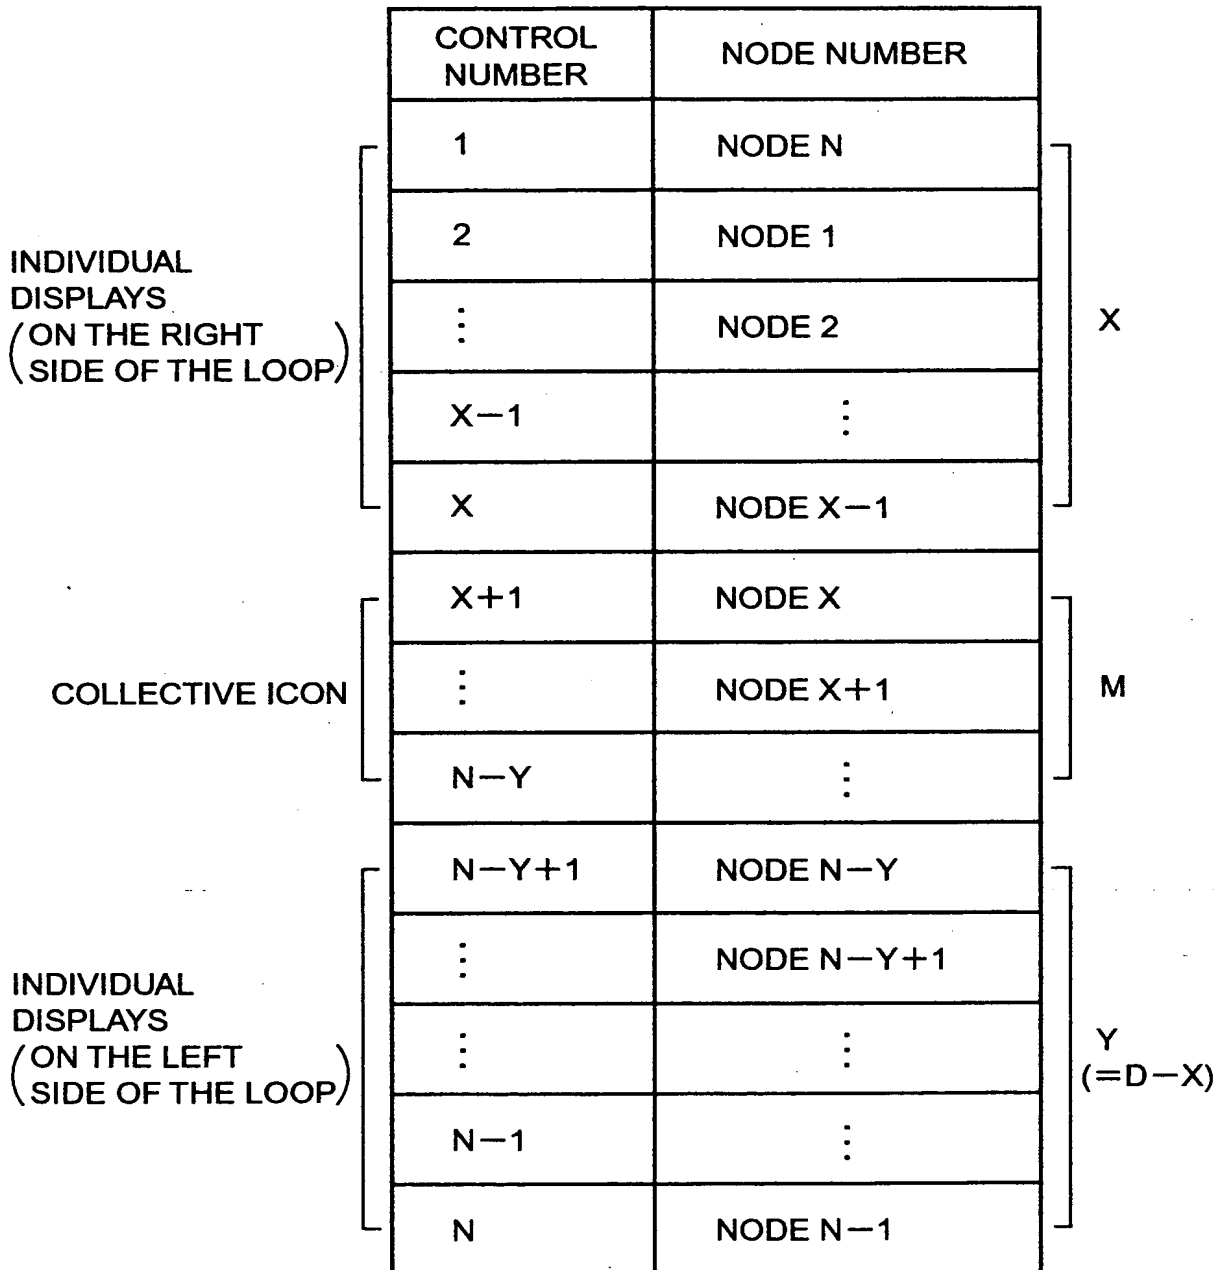 CONTROL
NUMBER
NODE NUMBER
1
NODE N
2
NODE 1
⋮
NODE 2
X−1
⋮
X
NODE X−1
INDIVIDUAL
DISPLAYS
(ON THE RIGHT
SIDE OF THE LOOP)
X
X+1
NODE X
⋮
NODE X+1
N−Y
⋮
COLLECTIVE ICON
M
N−Y+1
NODE N−Y
⋮
NODE N−Y+1
⋮
⋮
N−1
⋮
N
NODE N−1
INDIVIDUAL
DISPLAYS
(ON THE LEFT
SIDE OF THE LOOP)
Y
(=D−X)